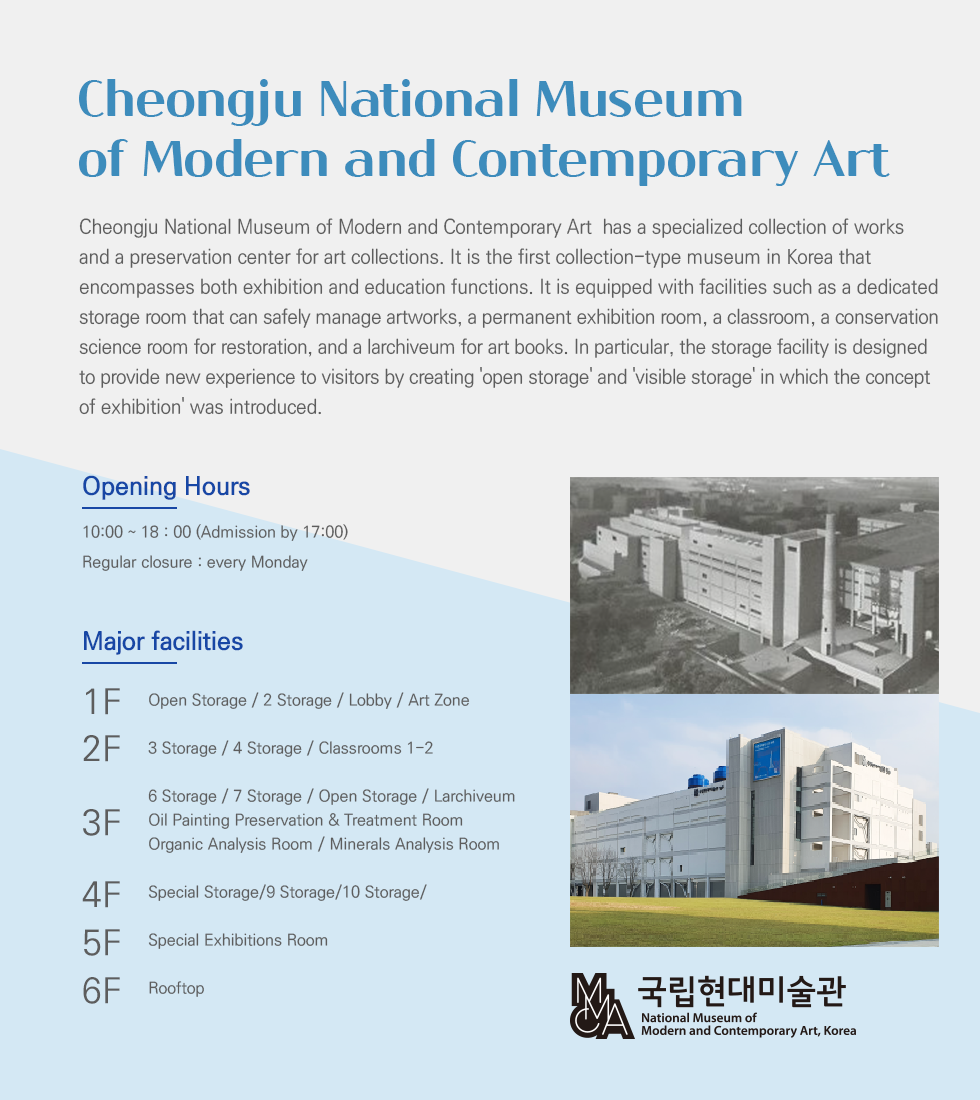 Cheongju National Museum
of Modern and Contemporary Art
Cheongju National Museum of Modern and Contemporary Art has a specialized collection of works
and a preservation center for art collections. It is the first collection-type museum in Korea that
encompasses both exhibition and education functions. It is equipped with facilities such as a dedicated
storage room that can safely manage artworks, a permanent exhibition room, a classroom, a conservation
science room for restoration, and a larchiveum for art books. In particular, the storage facility is designed
to provide new experience to visitors by creating 'open storage' and 'visible storage' in which the concept
of exhibition' was introduced.
Opening Hours
10:00 ~ 18 : 00 (Admission by 17:00)
Regular closure : every Monday
Major facilities
1F Open Storage / 2 Storage / Lobby / Art Zone
2F 3 Storage / 4 Storage / Classrooms 1-2
3F 6 Storage / 7 Storage / Open Storage / Larchiveum
Oil Painting Preservation & Treatment Room
Organic Analysis Room / Minerals Analysis Room
4F Special Storage/9 Storage/10 Storage/
5F Special Exhibitions Room
6F Rooftop
MMCA 국립현대미술관
National Museum of
Modern and Contemporary Art, Korea